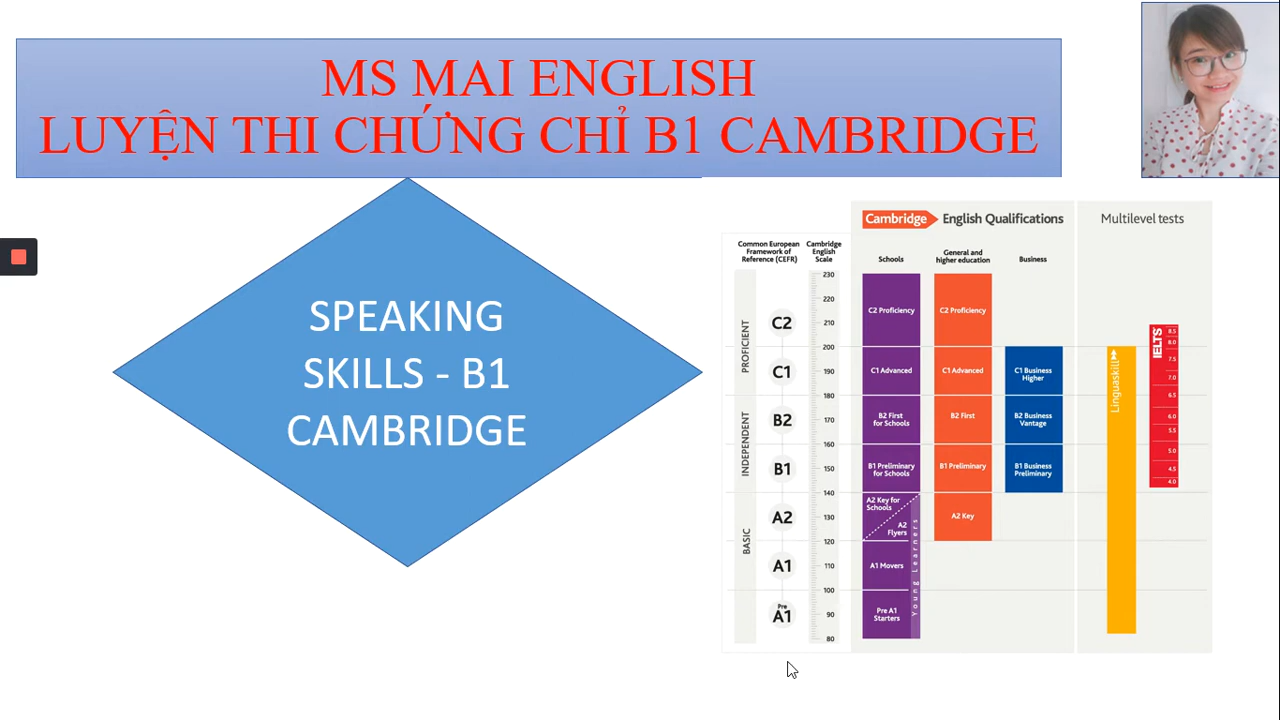 MS MAI ENGLISH
LUYỆN THI CHỨNG CHỈ B1 CAMBRIDGE
SPEAKING
SKILLS - B1
CAMBRIDGE
Cambridge English Qualifications
Multilevel tests
Common European
Framework of
Reference (CEFR)
Cambridge
English
Scale
Schools
General and
higher education
Business
230
220
210
200
190
180
170
160
150
140
130
120
110
100
90
80
PROFICIENT
INDEPENDENT
BASIC
C2
C1
B2
B1
A2
A1
Pre
A1
C2 Proficiency
C1 Advanced
B2 First
for Schools
B1 Preliminary
for Schools
A2 Key for
Schools
A2
Flyers
A1 Movers
Pre A1
Starters
Young Learners
C2 Proficiency
C1 Advanced
B2 First
B1 Preliminary
A2 Key
C1 Business
Higher
B2 Business
Vantage
B1 Business
Preliminary
Linguaskill
IELTS
8.5
8.0
7.5
7.0
6.5
6.0
5.5
5.0
4.5
4.0